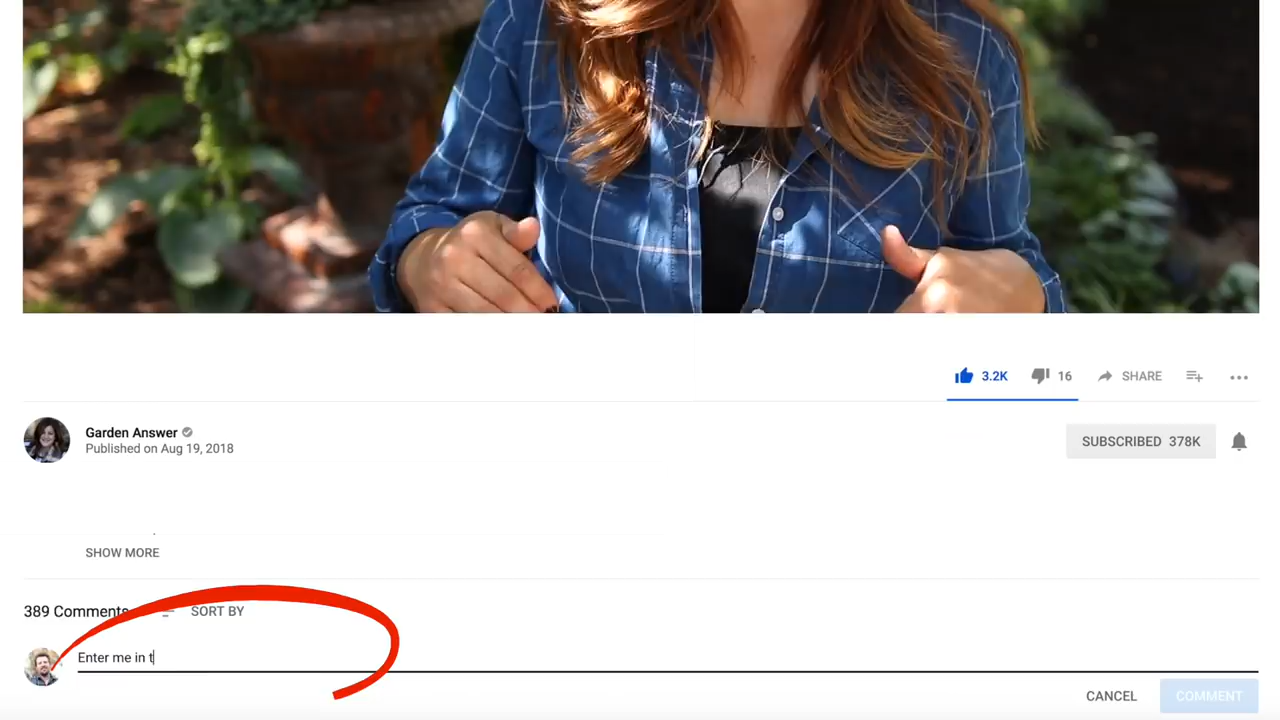 3.2K 16 SHARE
Garden Answer
Published on Aug 19, 2018
SUBSCRIBED 378K
SHOW MORE
389 Comments SORT BY
Enter me in t
CANCEL COMMENT